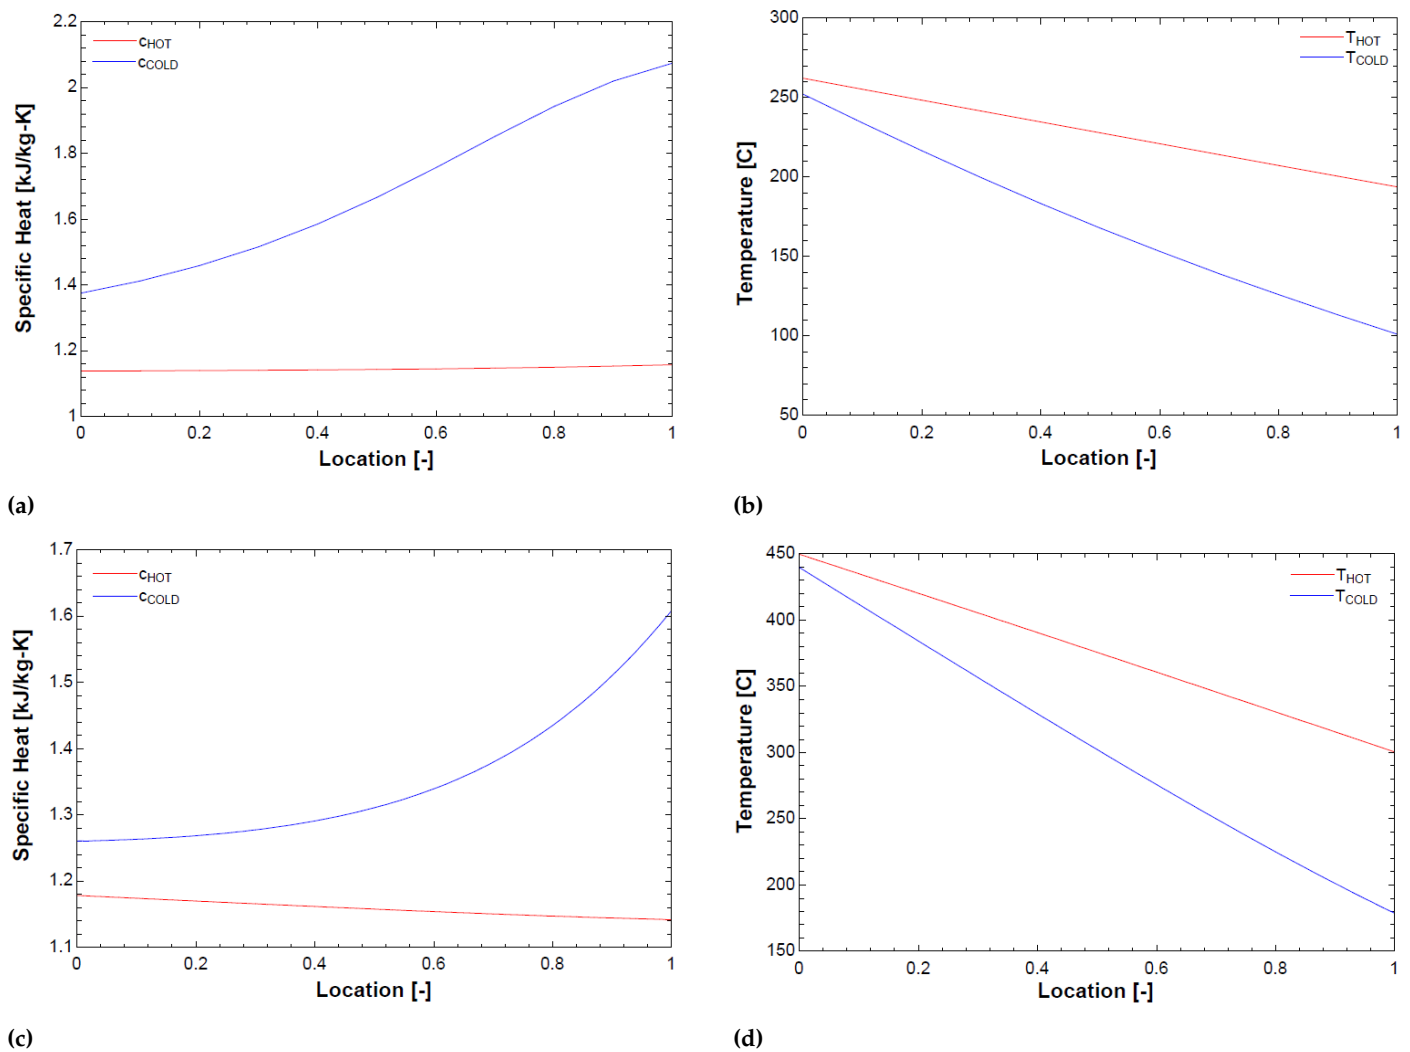 2.2
2
1.8
1.6
1.4
1.2
1
Specific Heat [kJ/kg-K]
cHOT
cCOLD
0 0.2 0.4 0.6 0.8 1
Location [-]
(a)
300
250
200
150
100
50
Temperature [C]
THOT
TCOLD
0 0.2 0.4 0.6 0.8 1
Location [-]
(b)
1.7
1.6
1.5
1.4
1.3
1.2
1.1
Specific Heat [kJ/kg-K]
cHOT
cCOLD
0 0.2 0.4 0.6 0.8 1
Location [-]
(c)
450
400
350
300
250
200
150
Temperature [C]
THOT
TCOLD
0 0.2 0.4 0.6 0.8 1
Location [-]
(d)